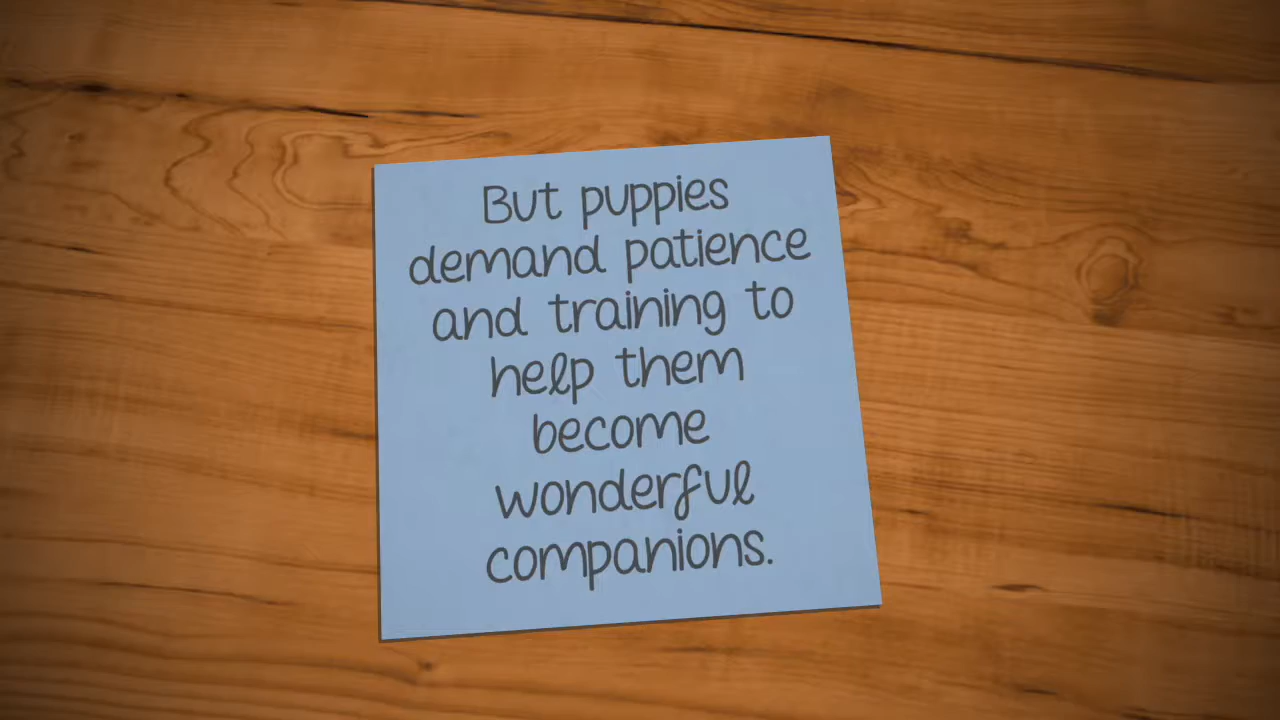 But puppies
demand patience
and training to
help them
become
wonderful
companions.